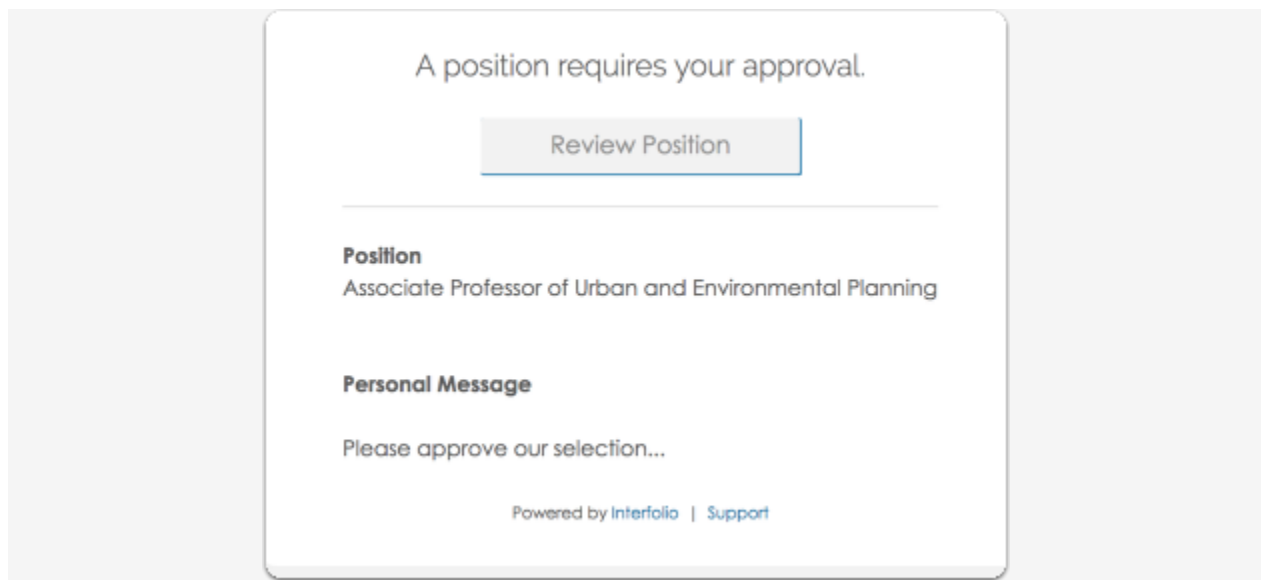 A position requires your approval.
Review Position
Position
Associate Professor of Urban and Environmental Planning
Personal Message
Please approve our selection...
Powered by Interfolio | Support